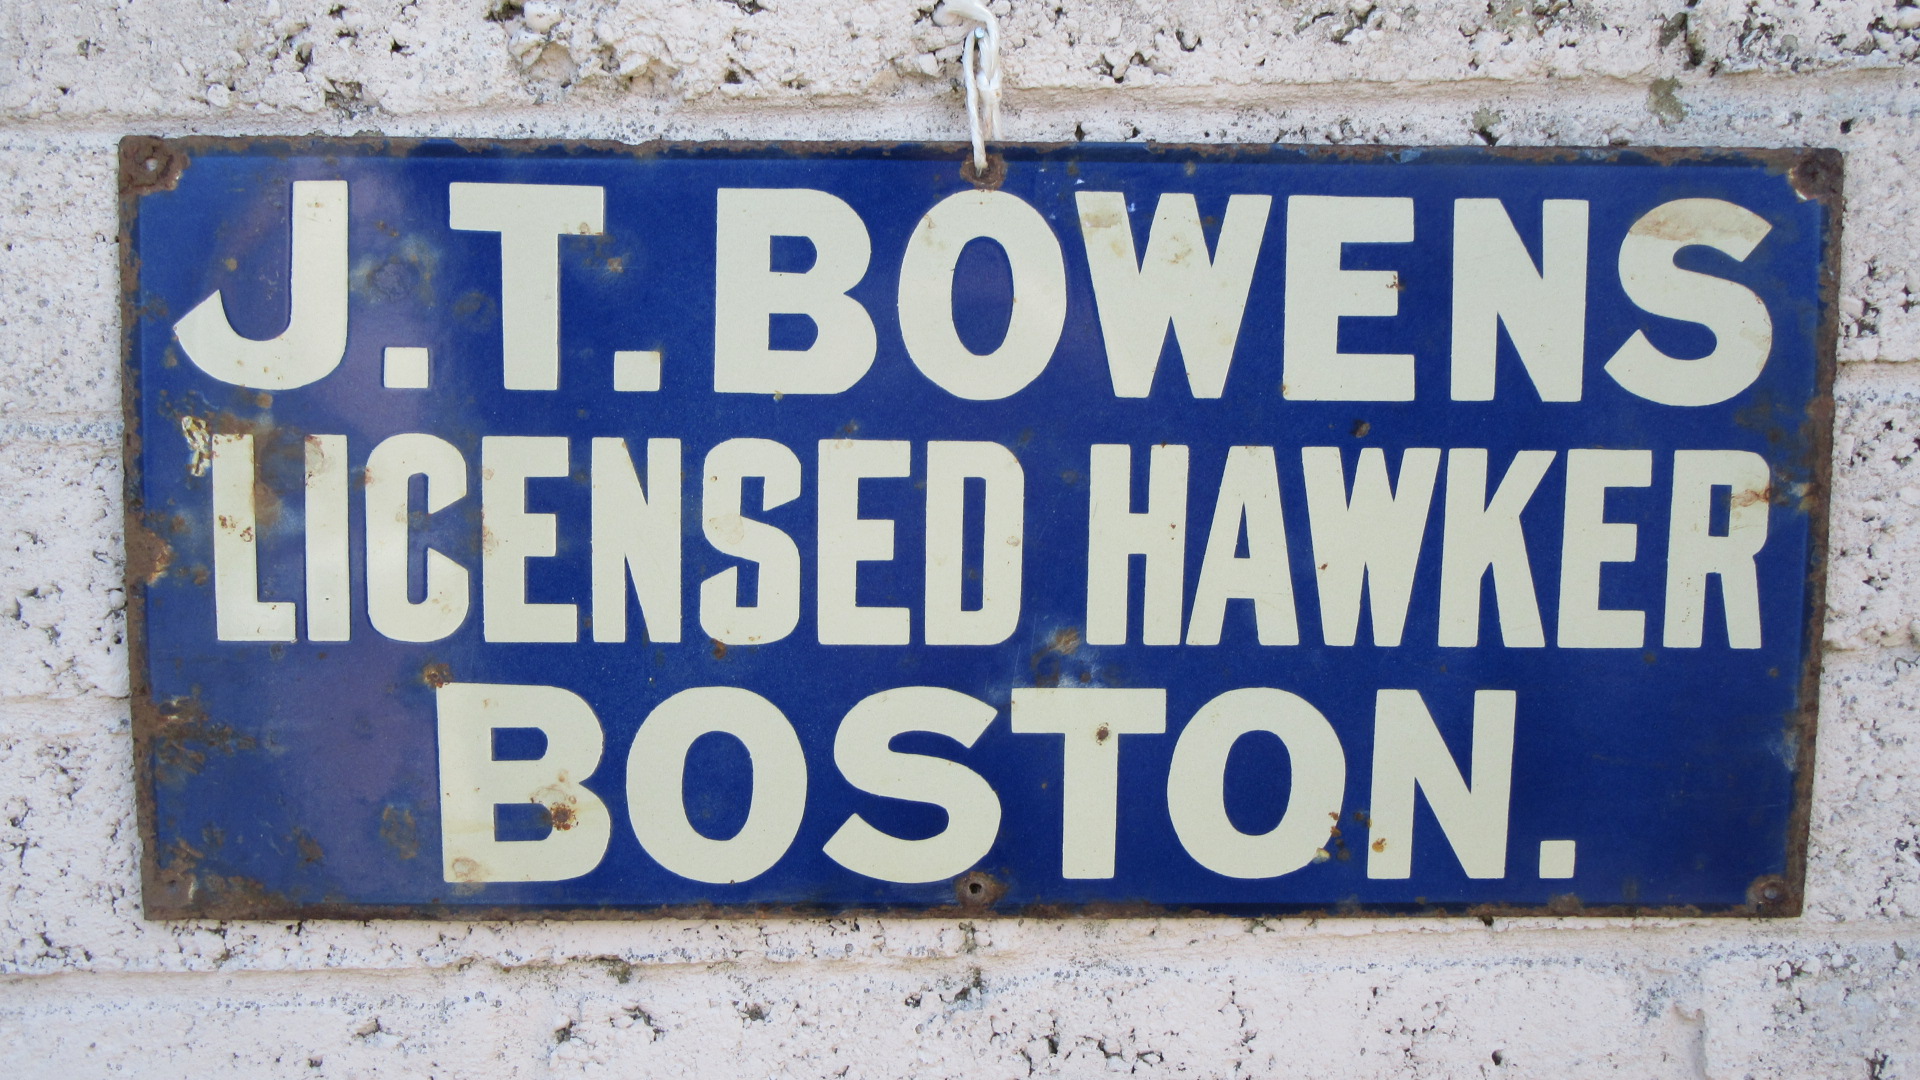 J.T. BOWENS
LICENSED HAWKER
BOSTON.